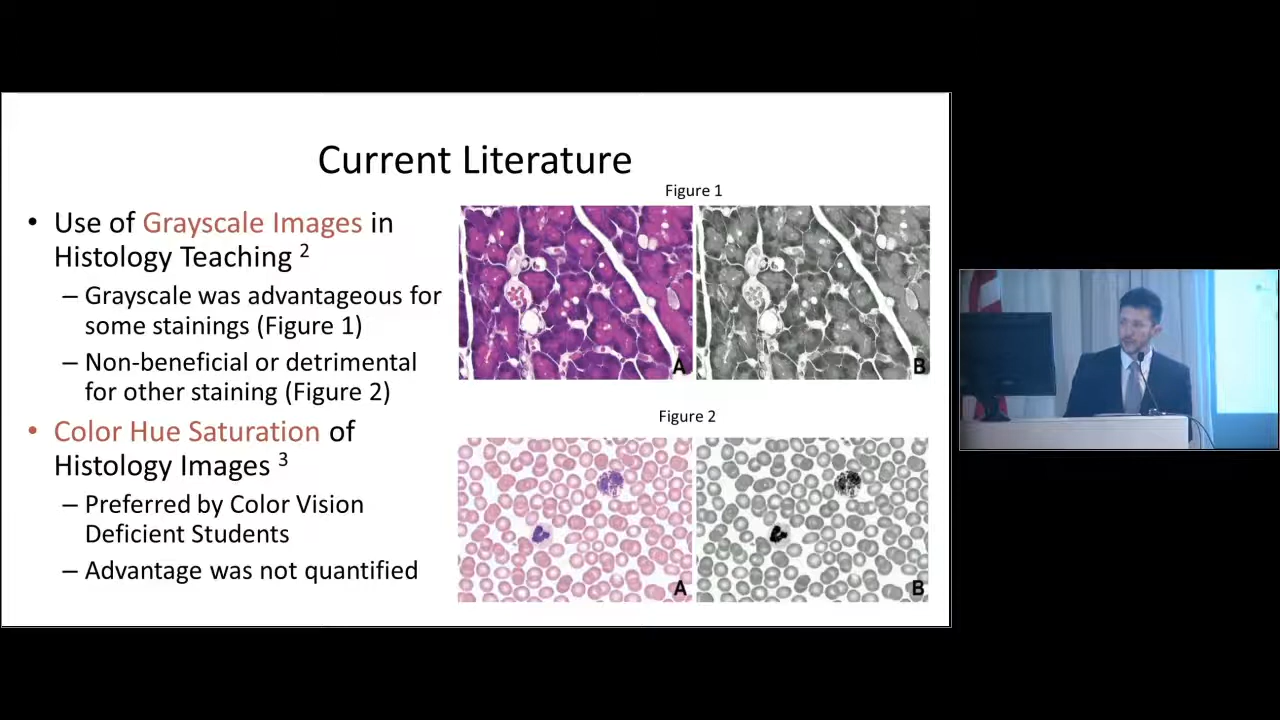 Current Literature
• Use of Grayscale Images in
Histology Teaching 2
– Grayscale was advantageous for
some stainings (Figure 1)
– Non-beneficial or detrimental
for other staining (Figure 2)
• Color Hue Saturation of
Histology Images 3
– Preferred by Color Vision
Deficient Students
– Advantage was not quantified
Figure 1
A
B
Figure 2
A
B